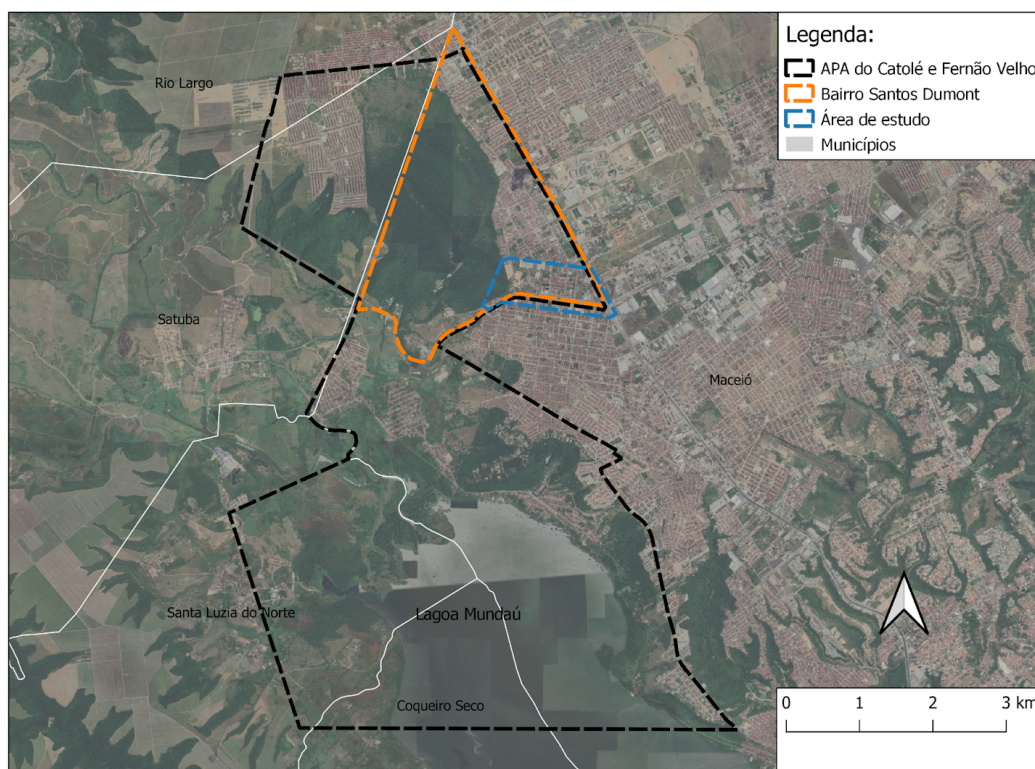 Legenda:
APA do Catolé e Fernão Velho
Bairro Santos Dumont
Área de estudo
Municípios
Rio Largo
Satuba
Maceió
Santa Luzia do Norte
Lagoa Mundaú
Coqueiro Seco
0 1 2 3 km